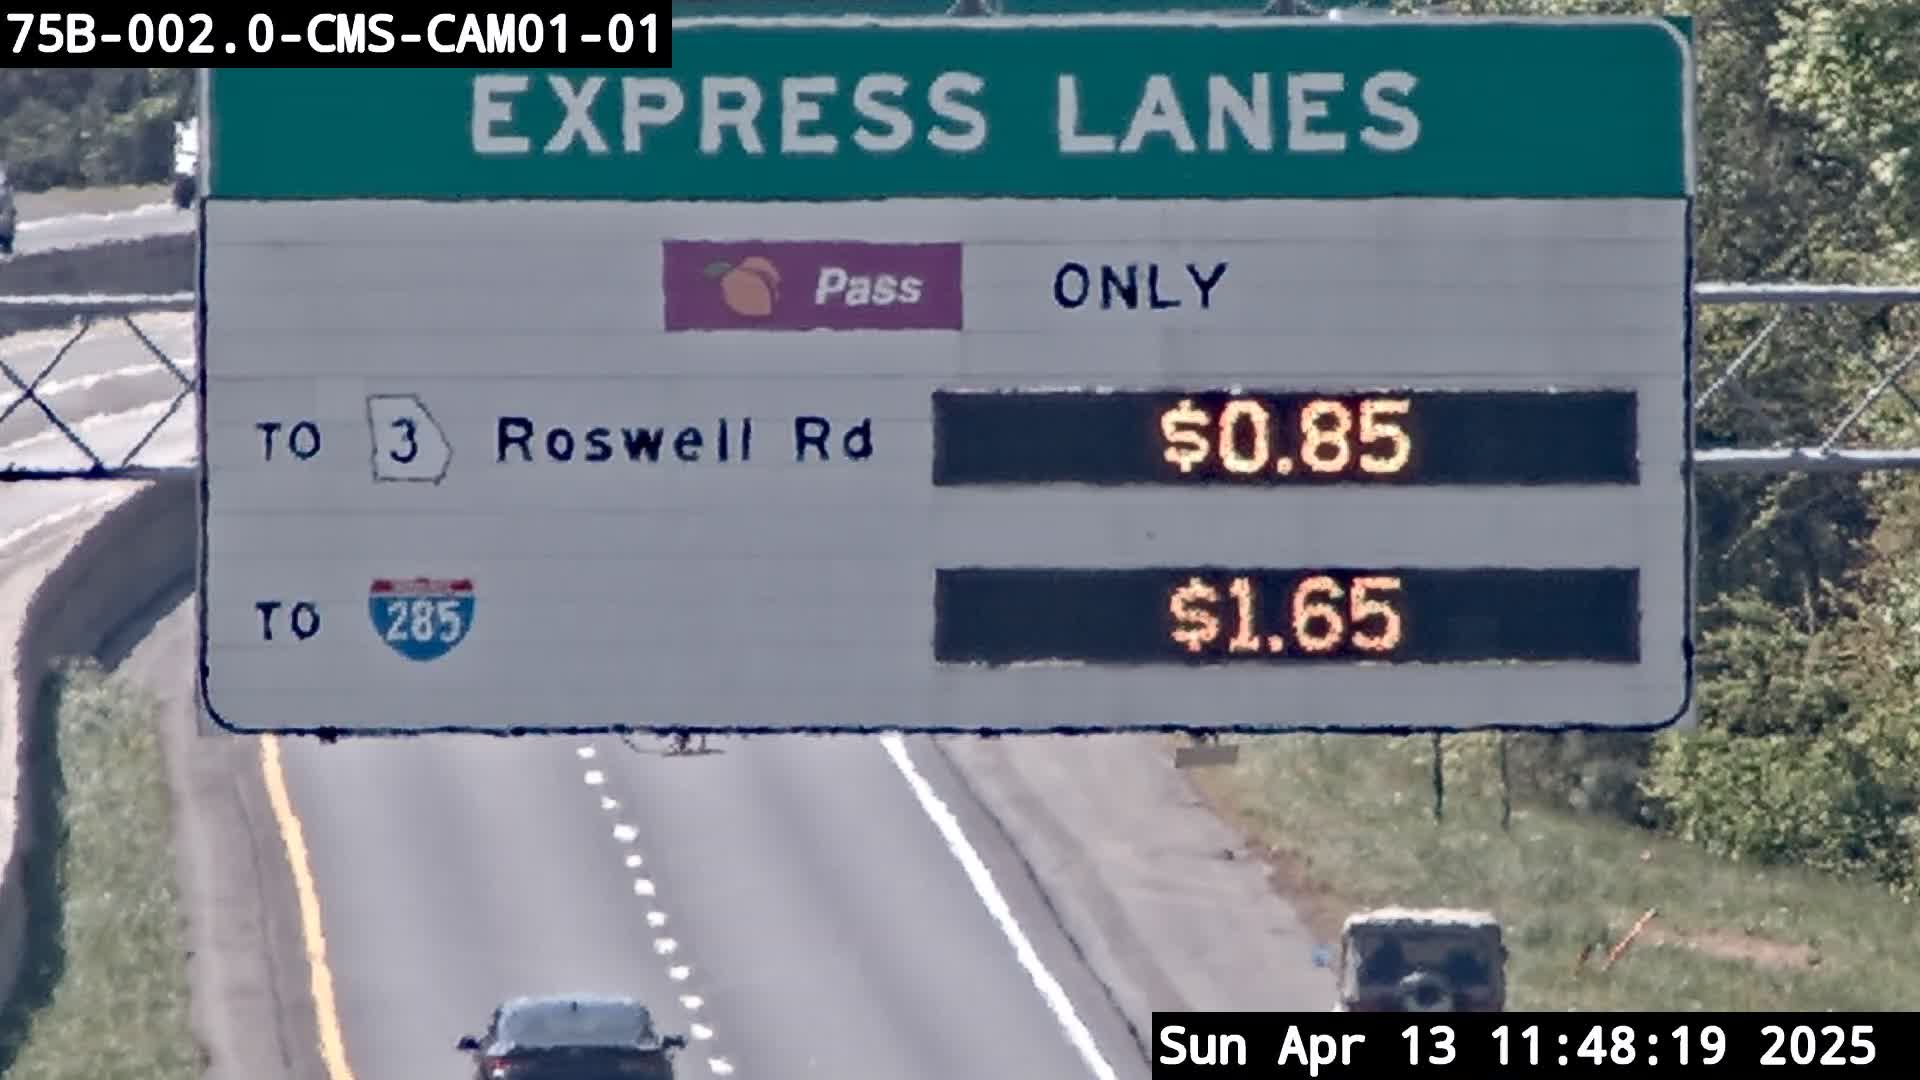 75B-002.0-CMS-CAM01-01
EXPRESS LANES
Pass ONLY
TO 3 Roswell Rd $0.85
TO 285 $1.65
Sun Apr 13 11:48:19 2025